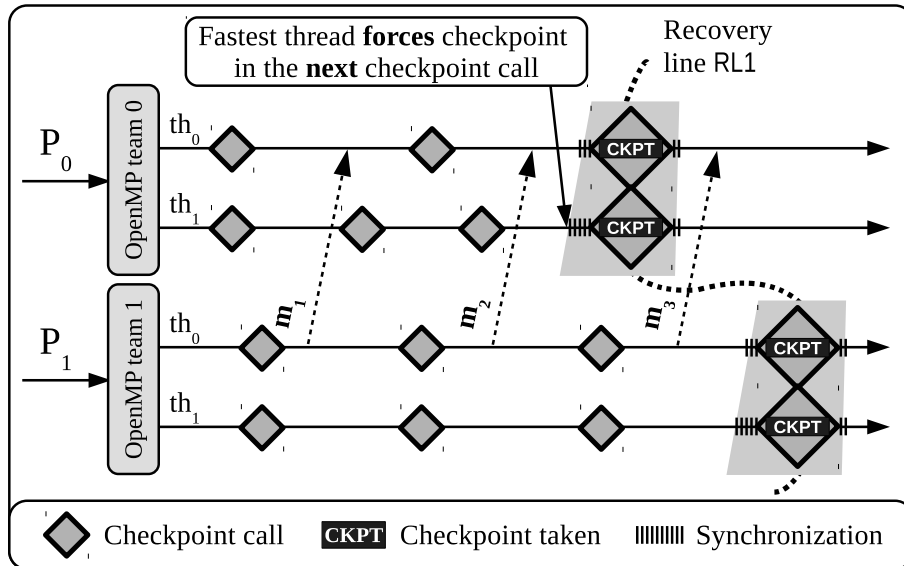 Fastest thread forces checkpoint
in the next checkpoint call
Recovery
line RL1
P0
OpenMP team 0
th0
CKPT
th1
CKPT
m1
m2
m3
P1
OpenMP team 1
th0
CKPT
th1
CKPT
Checkpoint call
CKPT Checkpoint taken
Synchronization